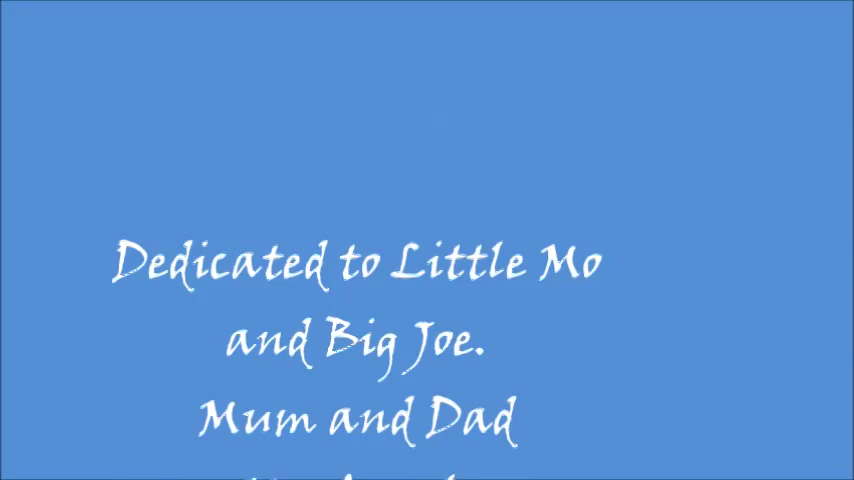 Dedicated to Little Mo
and Big Joe.
Mum and Dad